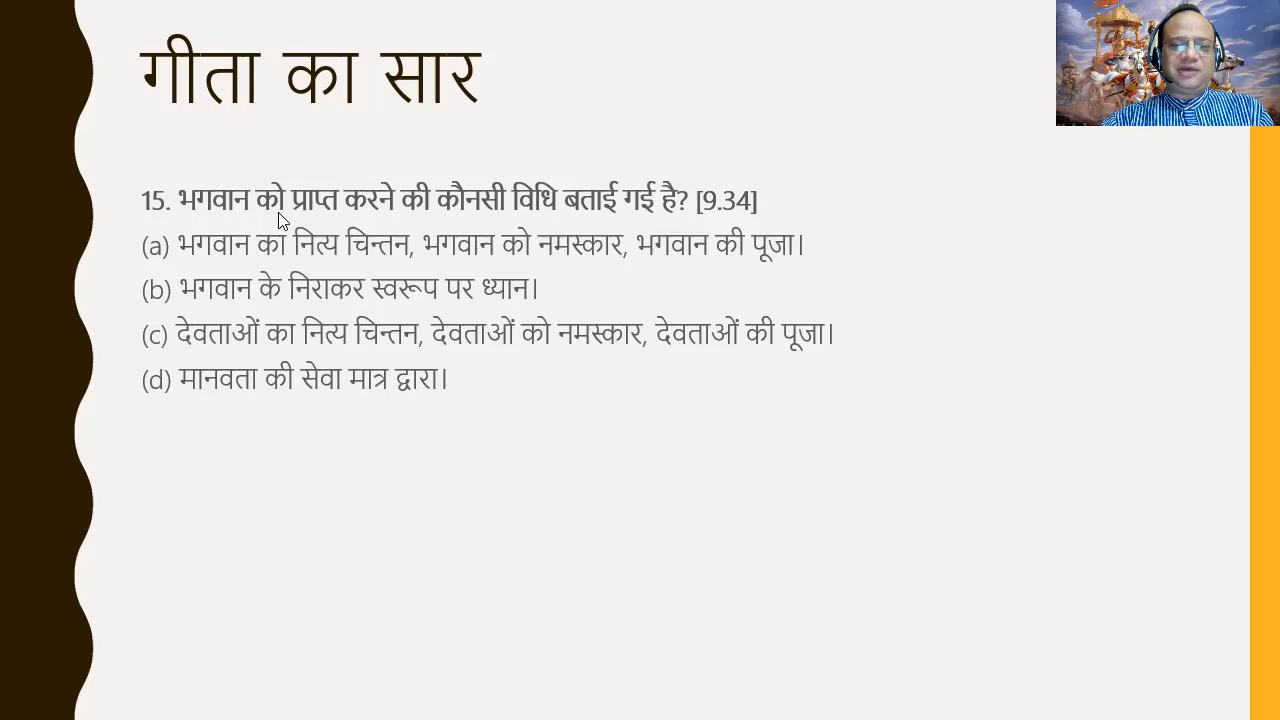 गीता का सार
15. भगवान को प्राप्त करने की कौनसी विधि बताई गई है? [9.34]
(a) भगवान का नित्य चिन्तन, भगवान को नमस्कार, भगवान की पूजा।
(b) भगवान के निराकर स्वरूप पर ध्यान।
(c) देवताओं का नित्य चिन्तन, देवताओं को नमस्कार, देवताओं की पूजा।
(d) मानवता की सेवा मात्र द्वारा।